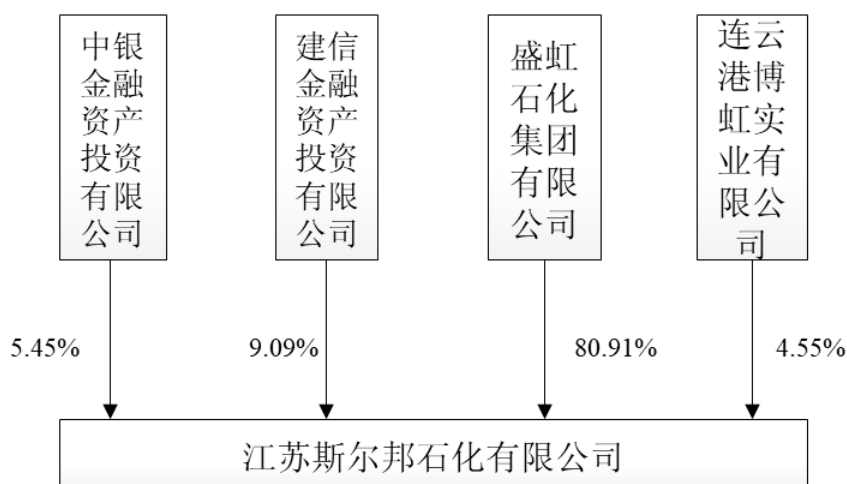 中银
金融
资产
投资
有限
公司
建信
金融
资产
投资
有限
公司
盛虹
石化
集团
有限
公司
连云
港博
虹实
业有
限公
司
5.45%
9.09%
80.91%
4.55%
江苏斯尔邦石化有限公司